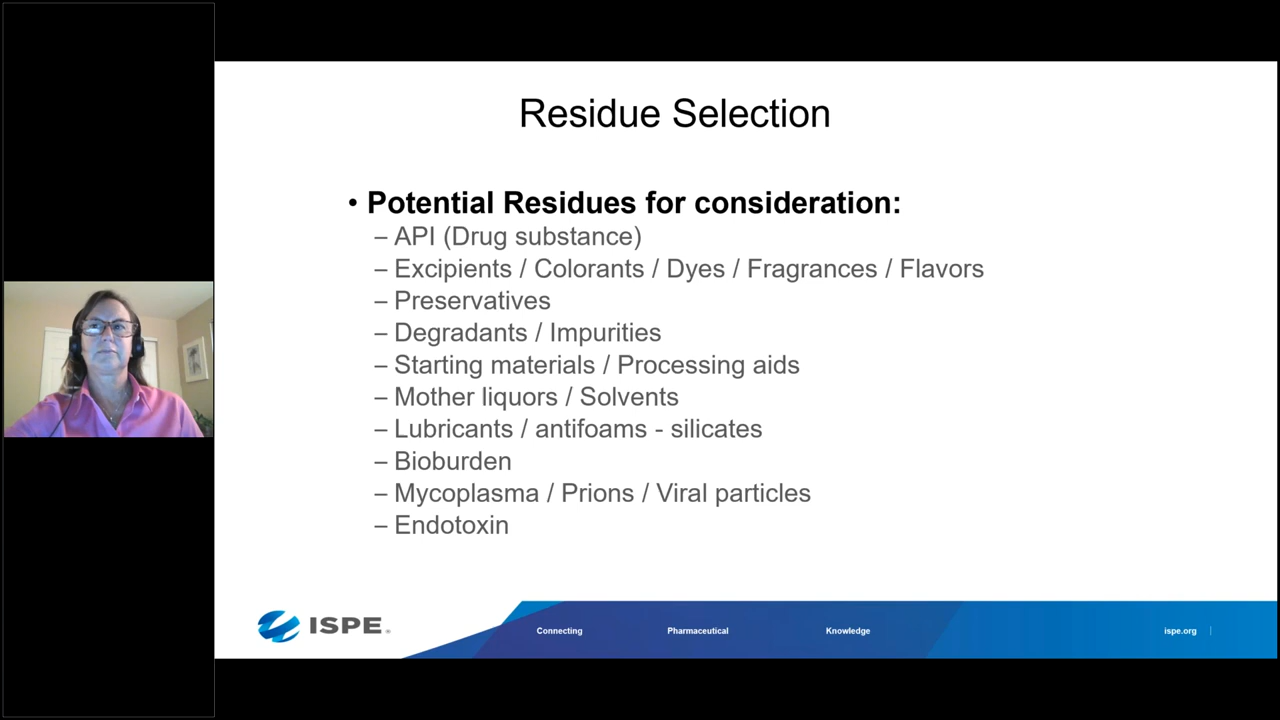 Residue Selection
• Potential Residues for consideration:
– API (Drug substance)
– Excipients / Colorants / Dyes / Fragrances / Flavors
– Preservatives
– Degradants / Impurities
– Starting materials / Processing aids
– Mother liquors / Solvents
– Lubricants / antifoams - silicates
– Bioburden
– Mycoplasma / Prions / Viral particles
– Endotoxin
ISPE®
Connecting Pharmaceutical Knowledge ispe.org |